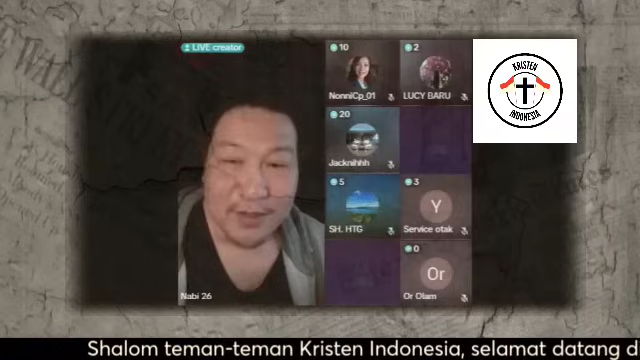 LIVE creator
10
2
NonniCp_01
LUCY BARU
20
Jacknihhh
5
3
SH. HTG
Y
Service otak
0
Or
Or Olam
Nabi 26
KRISTEN
INDONESIA
Shalom teman-teman Kristen Indonesia, selamat datang d